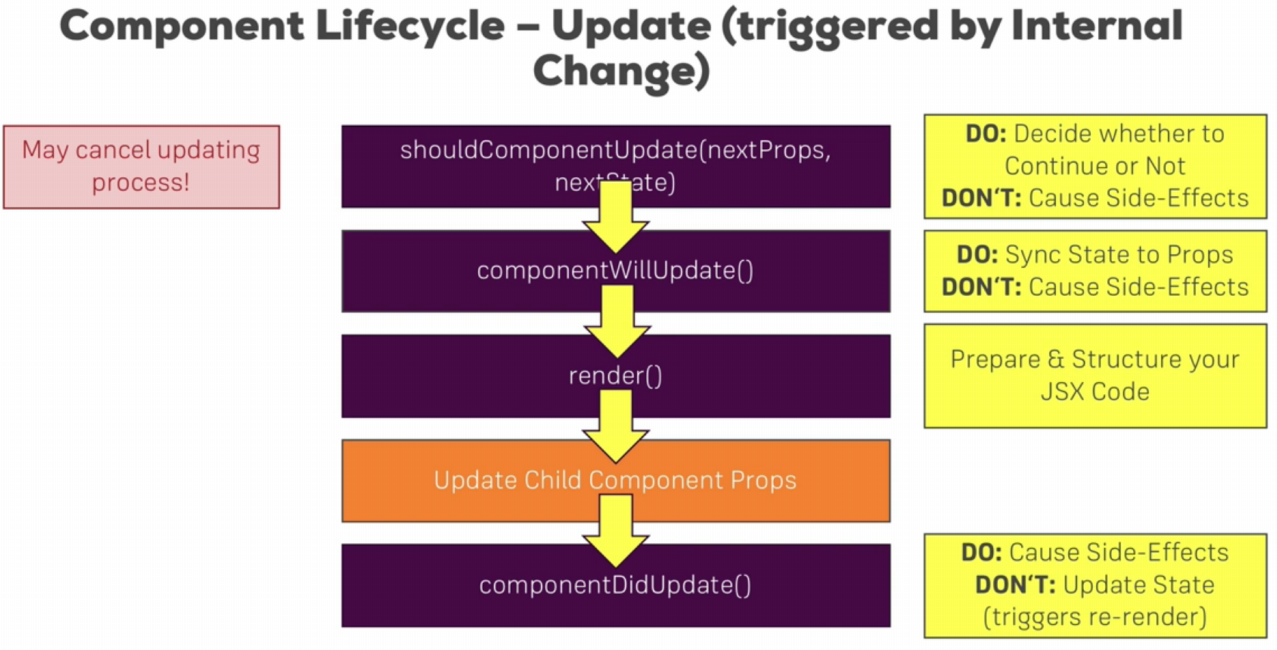 Component Lifecycle – Update (triggered by Internal
Change)
May cancel updating
process!
shouldComponentUpdate(nextProps,
nextState)
DO: Decide whether to
Continue or Not
DON‘T: Cause Side-Effects
componentWillUpdate()
DO: Sync State to Props
DON‘T: Cause Side-Effects
render()
Prepare & Structure your
JSX Code
Update Child Component Props
componentDidUpdate()
DO: Cause Side-Effects
DON‘T: Update State
(triggers re-render)